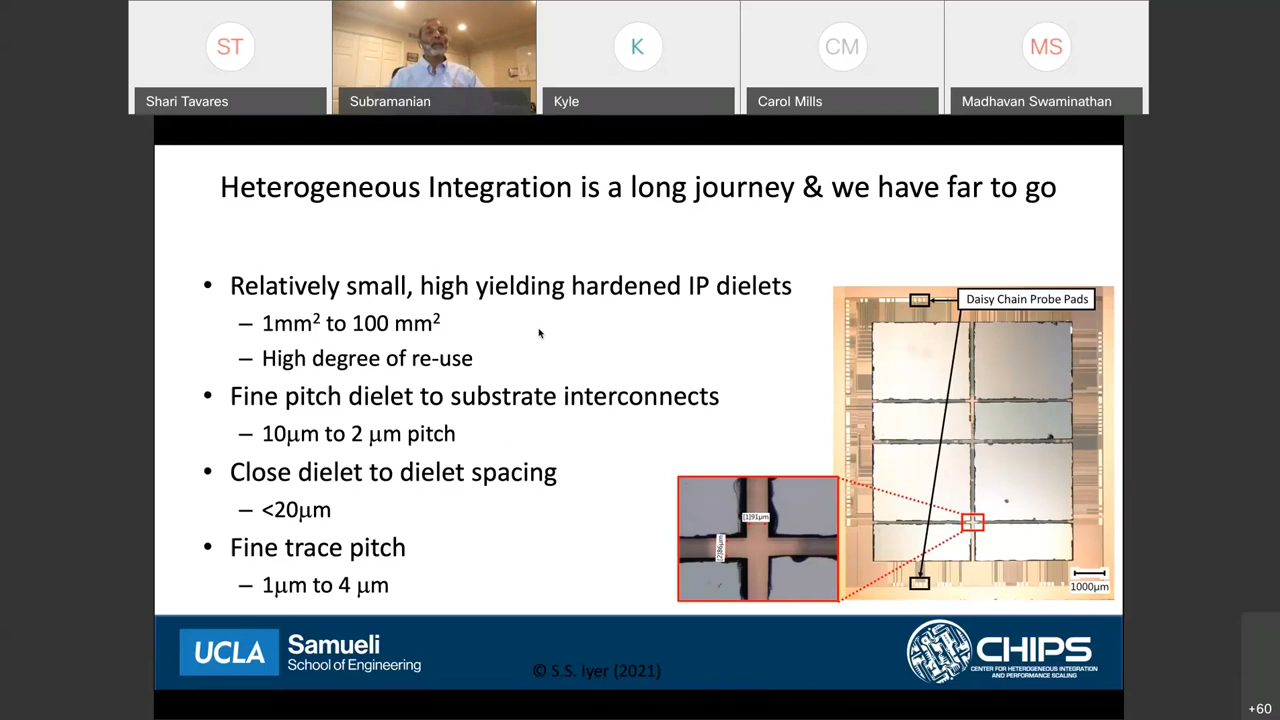 ST
K
CM
MS
Shari Tavares
Subramanian
Kyle
Carol Mills
Madhavan Swaminathan
Heterogeneous Integration is a long journey & we have far to go
• Relatively small, high yielding hardened IP dielets
– 1mm² to 100 mm²
– High degree of re-use
• Fine pitch dielet to substrate interconnects
– 10μm to 2 μm pitch
• Close dielet to dielet spacing
– <20μm
• Fine trace pitch
– 1μm to 4 μm
Daisy Chain Probe Pads
[1]91μm
[2]86μm
1000μm
UCLA
Samueli
School of Engineering
© S.S. Iyer (2021)
CHIPS
CENTER FOR HETEROGENEOUS INTEGRATION
AND PERFORMANCE SCALING
+60